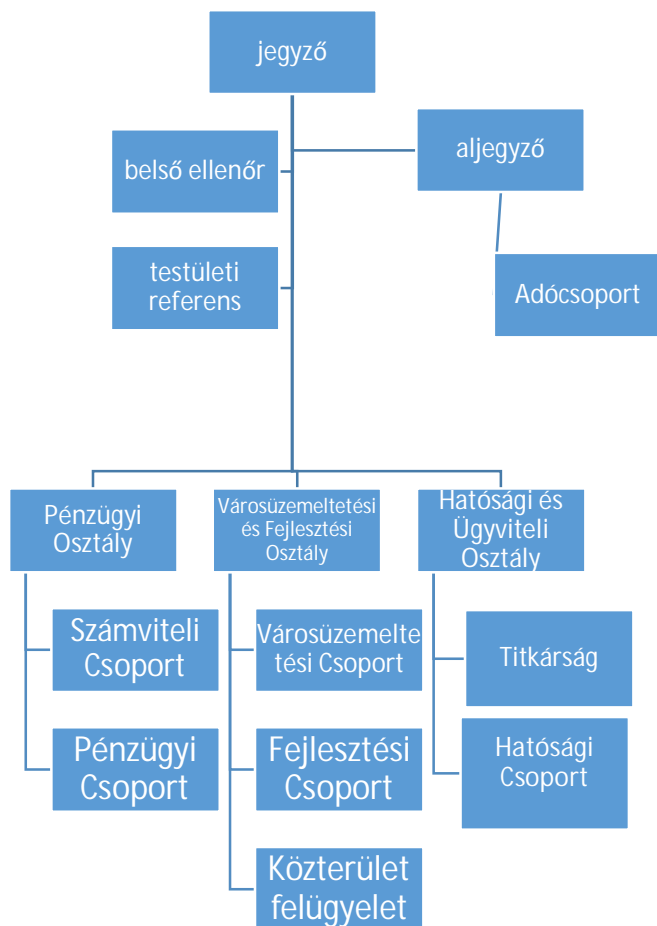 jegyző
aljegyző
belső ellenőr
testületi
referens
Adócsoport
Pénzügyi
Osztály
Városüzemeltetési
és Fejlesztési
Osztály
Hatósági és
Ügyviteli
Osztály
Számviteli
Csoport
Városüzemelte
tési Csoport
Titkárság
Pénzügyi
Csoport
Fejlesztési
Csoport
Hatósági
Csoport
Közterület
felügyelet